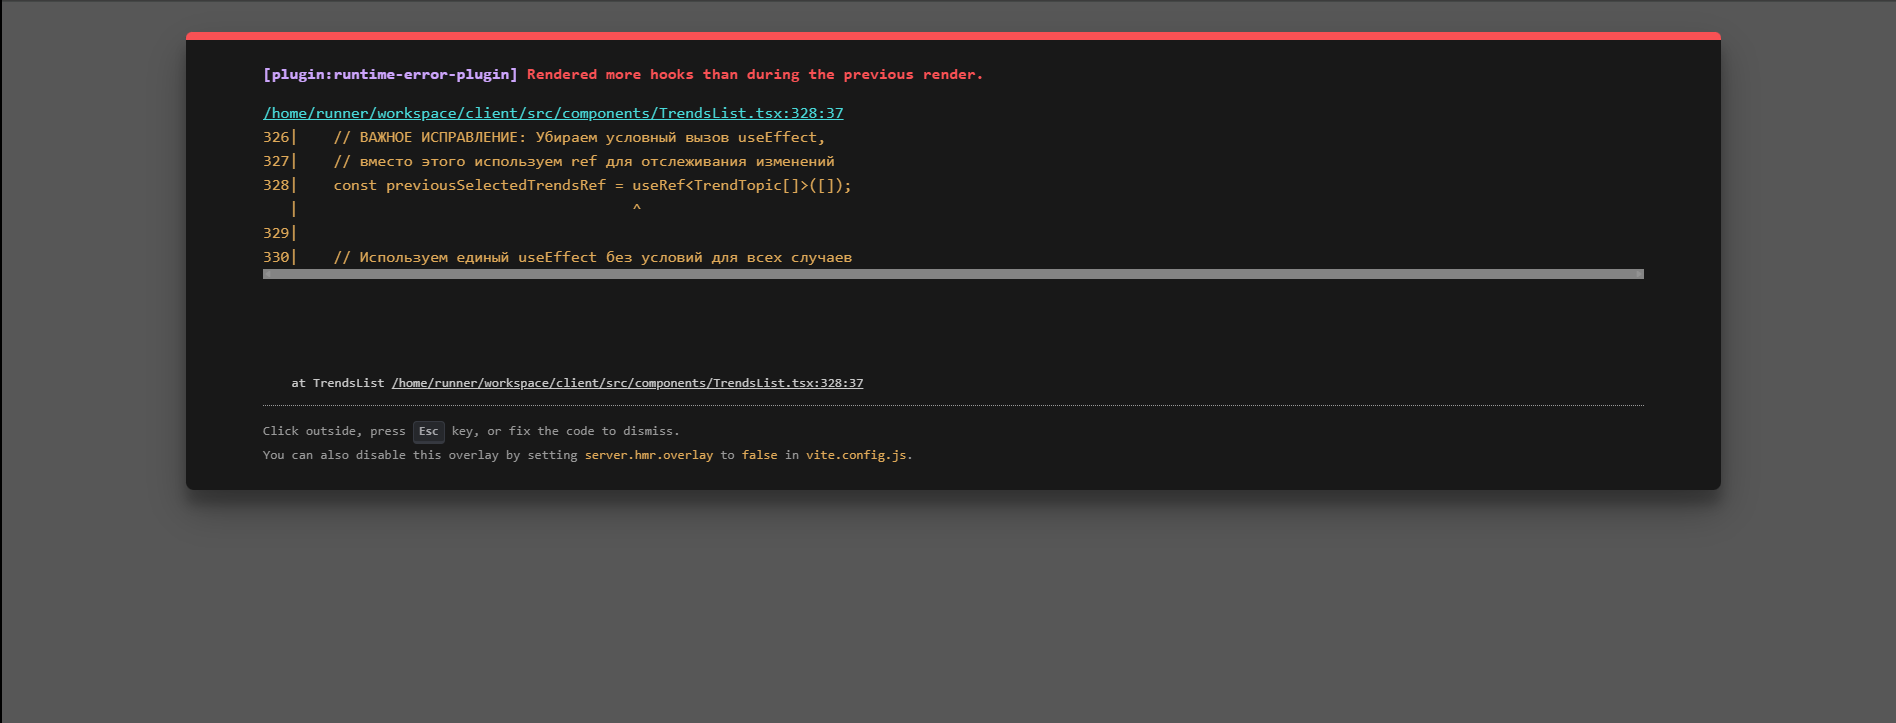 [plugin:runtime-error-plugin] Rendered more hooks than during the previous render.
/home/runner/workspace/client/src/components/TrendsList.tsx:328:37
326|    // ВАЖНОЕ ИСПРАВЛЕНИЕ: Убираем условный вызов useEffect,
327|    // вместо этого используем ref для отслеживания изменений
328|    const previousSelectedTrendsRef = useRef<TrendTopic[]>([]);
   |                                      ^
329|
330|    // Используем единый useEffect без условий для всех случаев
at TrendsList /home/runner/workspace/client/src/components/TrendsList.tsx:328:37
Click outside, press Esc key, or fix the code to dismiss.
You can also disable this overlay by setting server.hmr.overlay to false in vite.config.js.